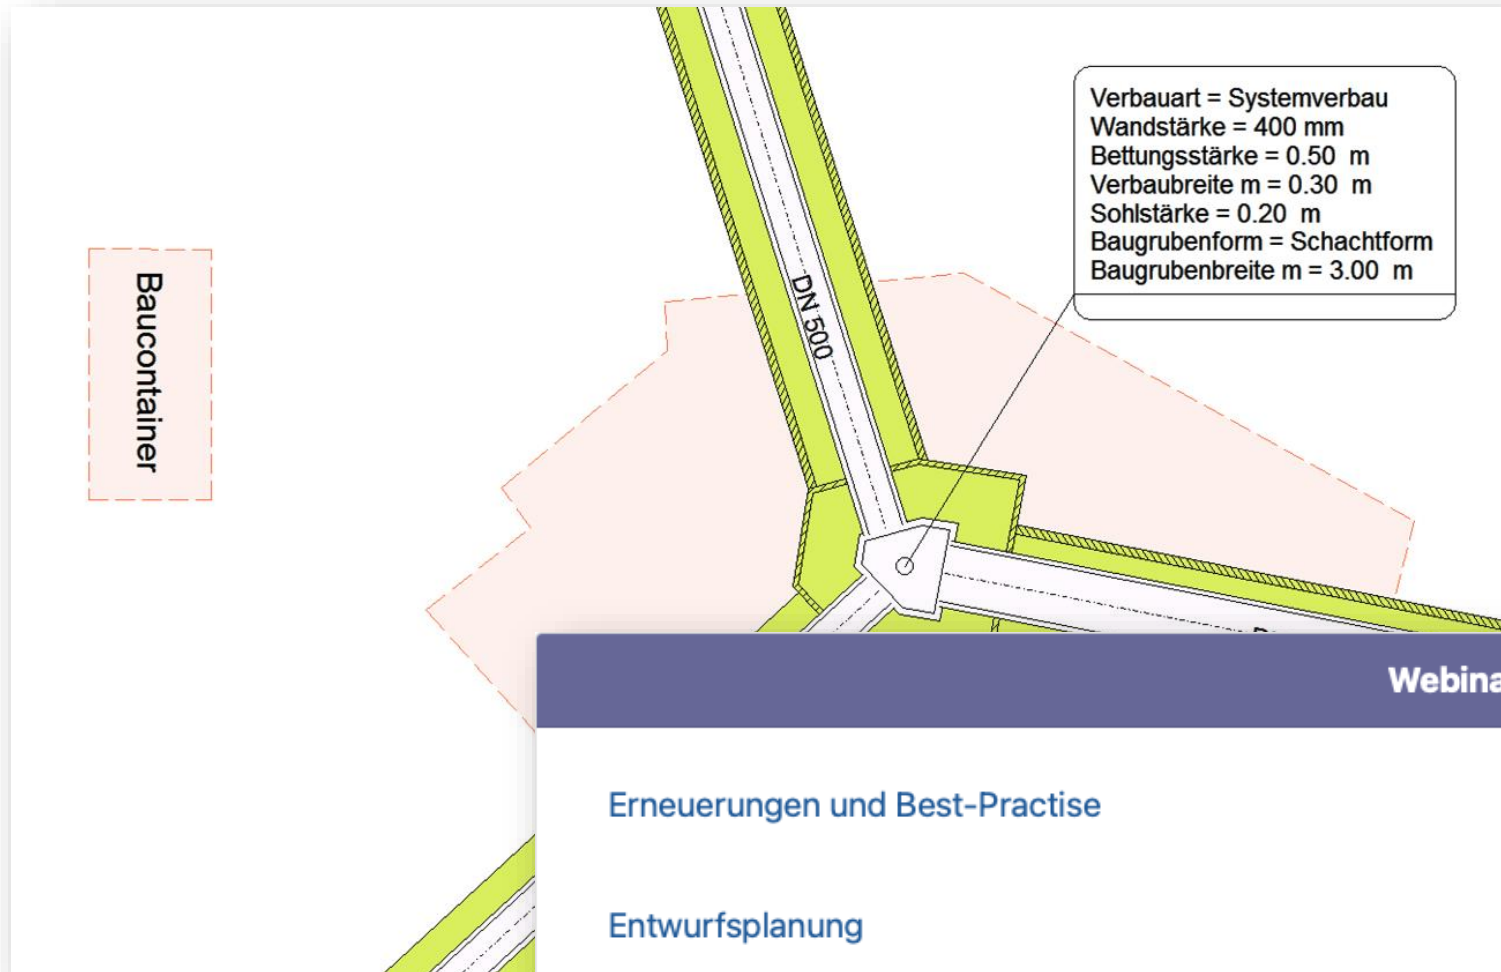 Verbauart = Systemverbau
Wandstärke = 400 mm
Bettungsstärke = 0.50 m
Verbaubreite m = 0.30 m
Sohlstärke = 0.20 m
Baugrubenform = Schachtform
Baugrubenbreite m = 3.00 m
Baucontainer
DN 500
Webina
Erneuerungen und Best-Practise
Entwurfsplanung